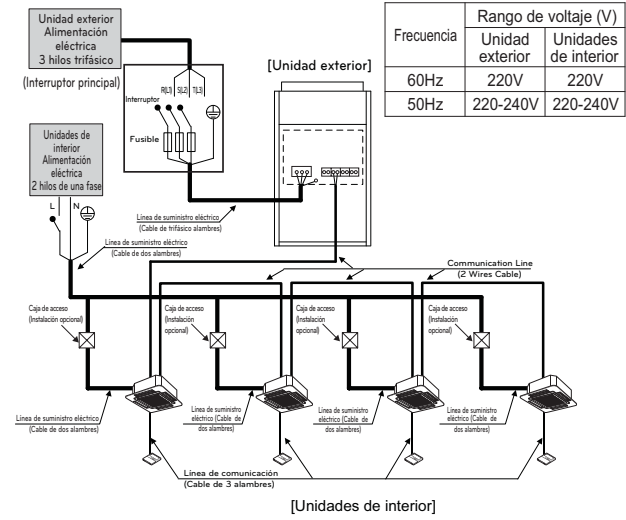 Unidad exterior
Alimentación
eléctrica
3 hilos trifásico
(Interruptor principal)
R(L1) S(L2) T(L3)
Interruptor
Fusible
[Unidad exterior]
Frecuencia
Rango de voltaje (V)
Unidad
exterior
Unidades
de interior
60Hz 220V 220V
50Hz 220-240V 220-240V
Unidades de
interior
Alimentación
eléctrica
2 hilos de una fase
L N
Línea de suministro eléctrico
(Cable de trifásico alambres)
Línea de suministro eléctrico
(Cable de dos alambres)
Communication Line
(2 Wires Cable)
Caja de acceso
(Instalación opcional)
Caja de acceso
(Instalación
opcional)
Caja de acceso
(Instalación
opcional)
Caja de acceso
(Instalación
opcional)
Línea de suministro eléctrico
(Cable de dos alambres)
Línea de suministro
eléctrico (Cable de
dos alambres)
Línea de suministro
eléctrico (Cable de
dos alambres)
Línea de suministro
eléctrico (Cable de
dos alambres)
Línea de comunicación
(Cable de 3 alambres)
[Unidades de interior]